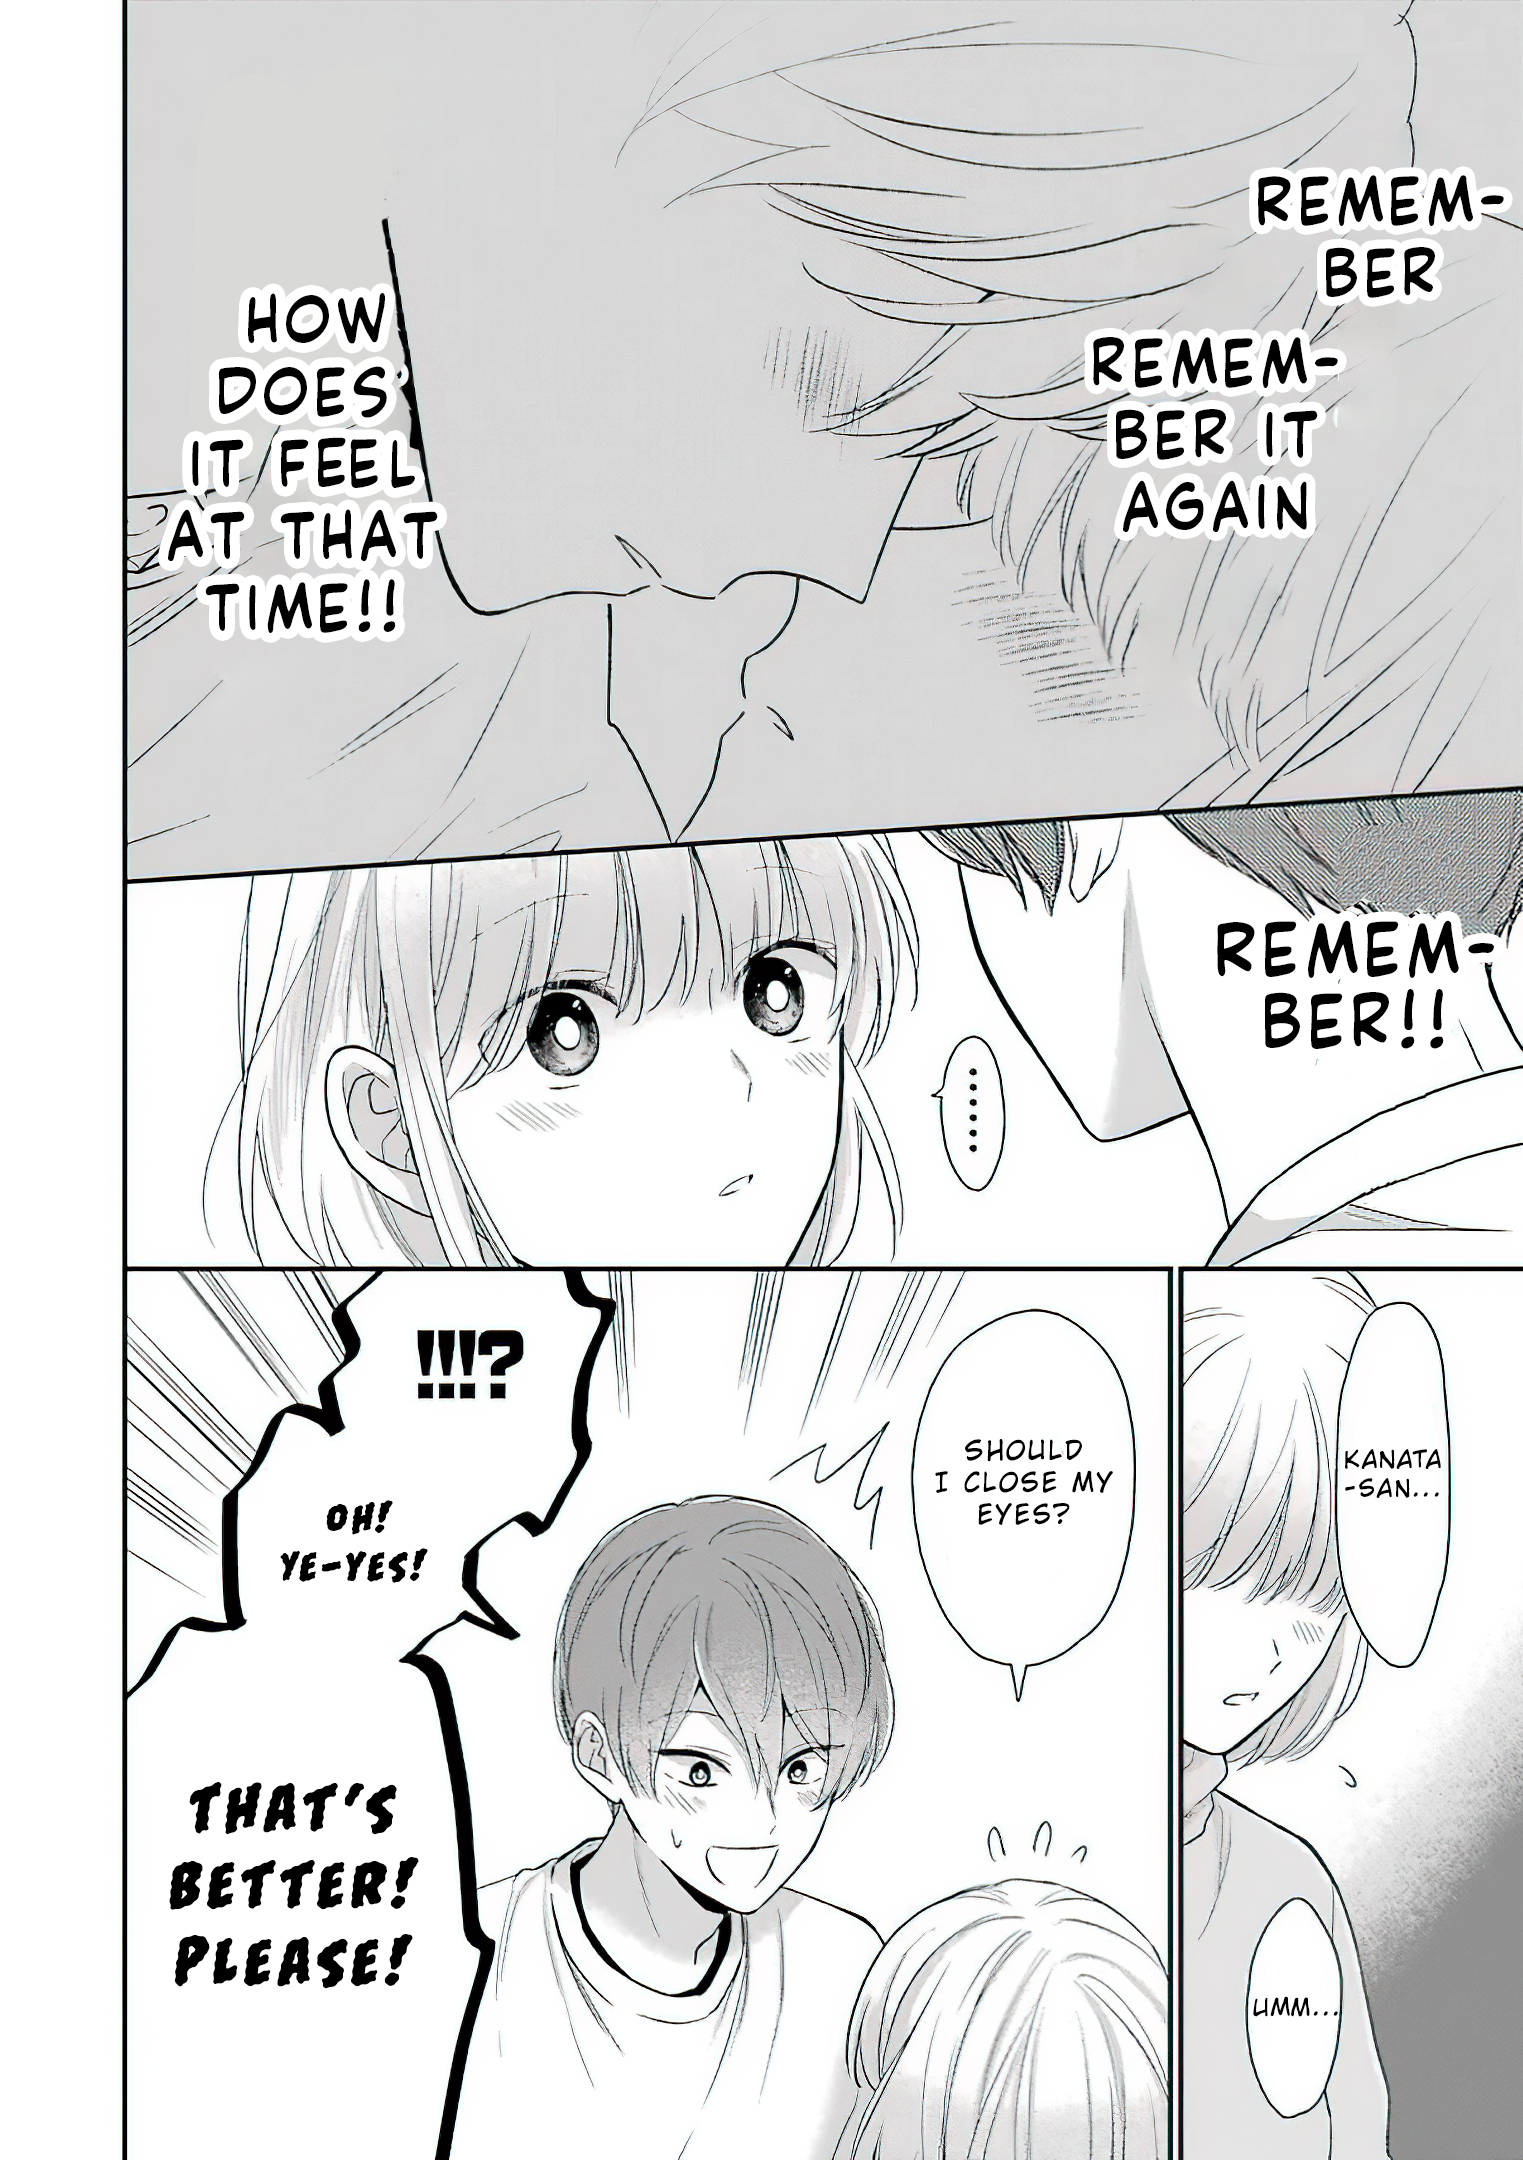 REMEM-
BER
REMEM-
BER IT
AGAIN
HOW
DOES
IT FEEL
AT THAT
TIME!!
REMEM-
BER!!
KANATA
-SAN...
UMM...
SHOULD
I CLOSE MY
EYES?
!!!?
OH!
YE-YES!
THAT'S
BETTER!
PLEASE!